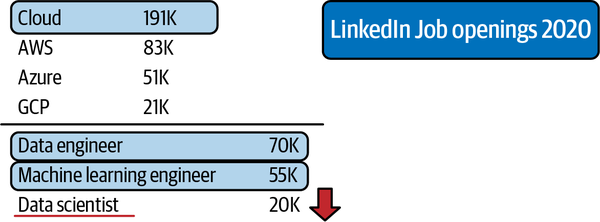 LinkedIn Job openings 2020
Cloud 191K
AWS 83K
Azure 51K
GCP 21K
Data engineer 70K
Machine learning engineer 55K
Data scientist 20K